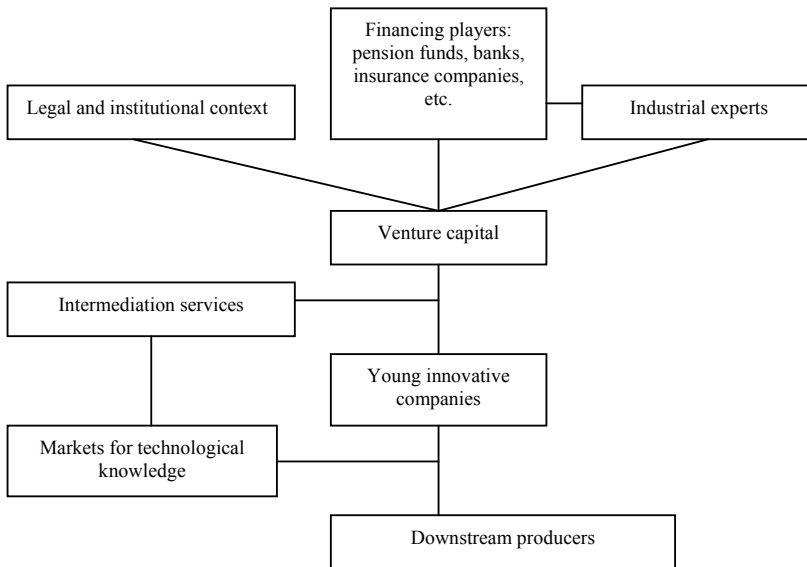 Financing players:
pension funds, banks,
insurance companies,
etc.
Legal and institutional context
Industrial experts
Venture capital
Intermediation services
Young innovative
companies
Markets for technological
knowledge
Downstream producers